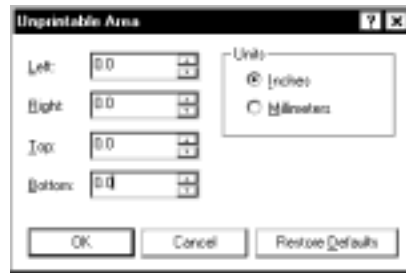 Unprintable Area
? X
Left: 0.0
Right: 0.0
Top: 0.0
Bottom: 0.0
Units
Inches
Millimeters
OK Cancel Restore Defaults